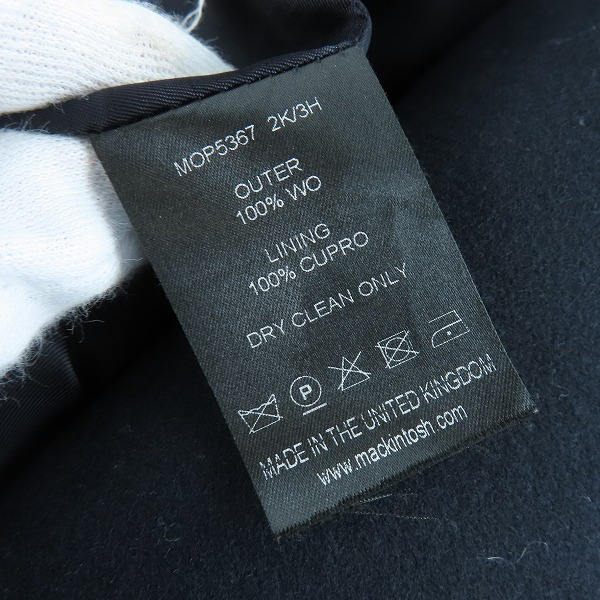 MOP5367 2K/3H
OUTER
100% WO
LINING
100% CUPRO
DRY CLEAN ONLY
P
MADE IN THE UNITED KINGDOM
www.mackintosh.com